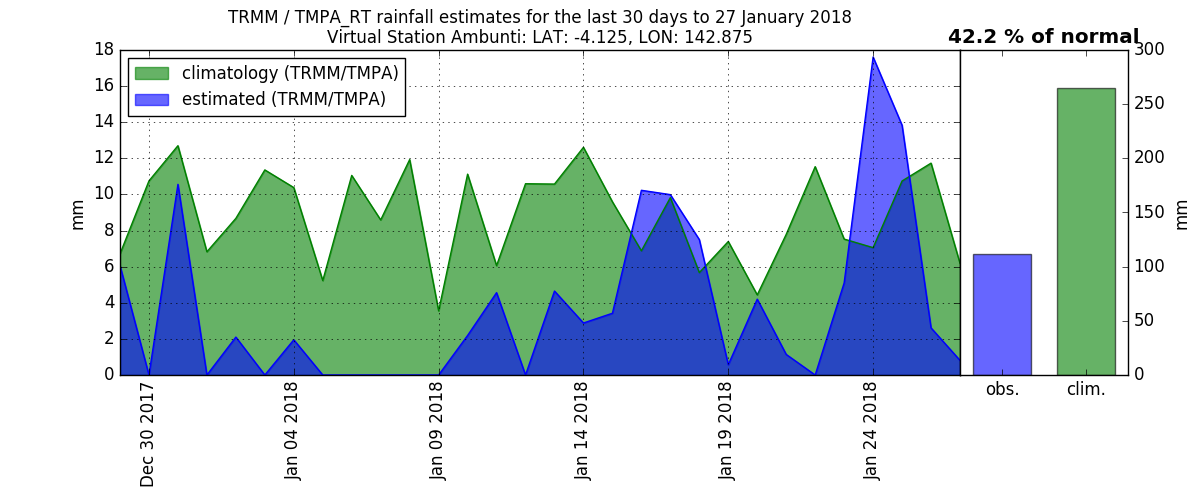 TRMM / TMPA_RT rainfall estimates for the last 30 days to 27 January 2018
Virtual Station Ambunti: LAT: -4.125, LON: 142.875
42.2 % of normal
climatology (TRMM/TMPA)
estimated (TRMM/TMPA)
mm
18
16
14
12
10
8
6
4
2
0
Dec 30 2017
Jan 04 2018
Jan 09 2018
Jan 14 2018
Jan 19 2018
Jan 24 2018
obs.
clim.
300
250
200
150
100
50
0
mm